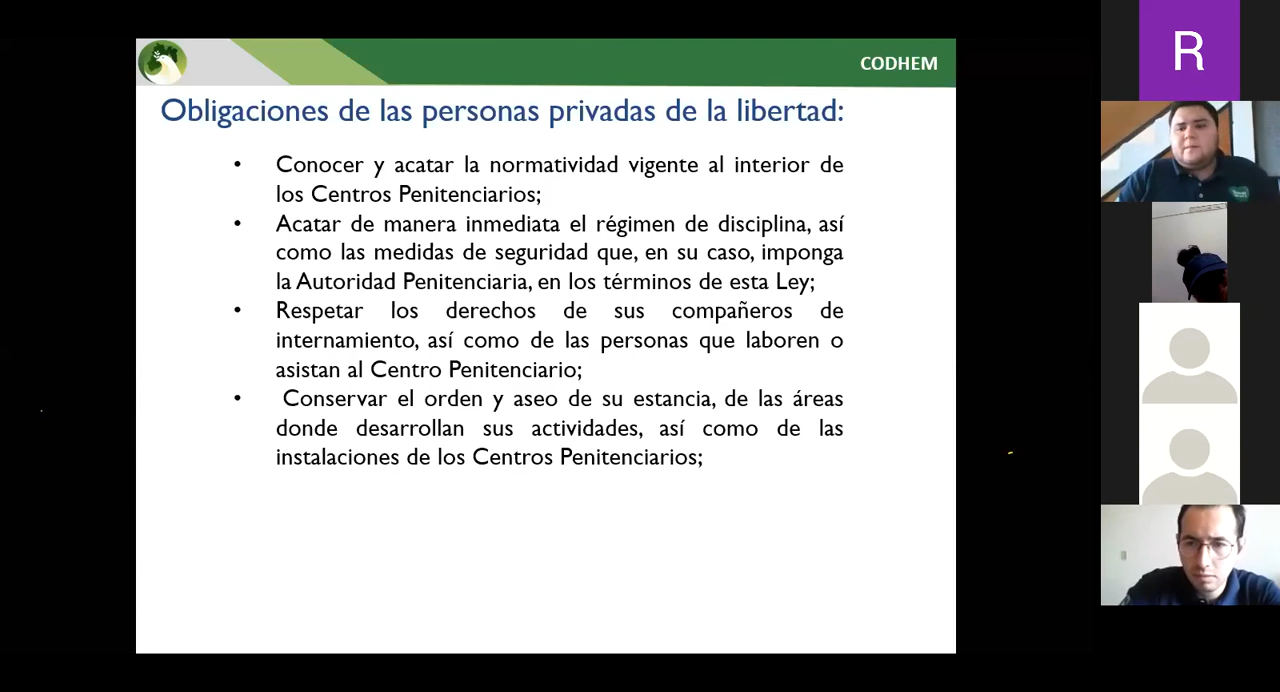 CODHEM
Obligaciones de las personas privadas de la libertad:
• Conocer y acatar la normatividad vigente al interior de
los Centros Penitenciarios;
• Acatar de manera inmediata el régimen de disciplina, así
como las medidas de seguridad que, en su caso, imponga
la Autoridad Penitenciaria, en los términos de esta Ley;
• Respetar los derechos de sus compañeros de
internamiento, así como de las personas que laboren o
asistan al Centro Penitenciario;
• Conservar el orden y aseo de su estancia, de las áreas
donde desarrollan sus actividades, así como de las
instalaciones de los Centros Penitenciarios;
R